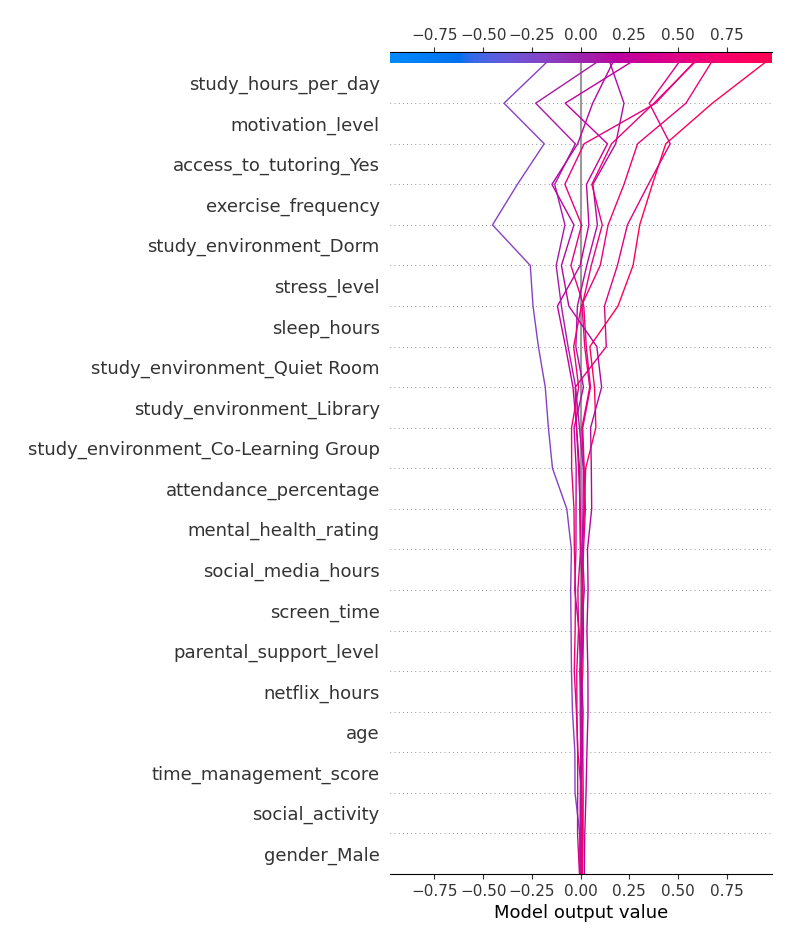 −0.75 −0.50 −0.25 0.00 0.25 0.50 0.75
study_hours_per_day
motivation_level
access_to_tutoring_Yes
exercise_frequency
study_environment_Dorm
stress_level
sleep_hours
study_environment_Quiet Room
study_environment_Library
study_environment_Co-Learning Group
attendance_percentage
mental_health_rating
social_media_hours
screen_time
parental_support_level
netflix_hours
age
time_management_score
social_activity
gender_Male
−0.75 −0.50 −0.25 0.00 0.25 0.50 0.75
Model output value